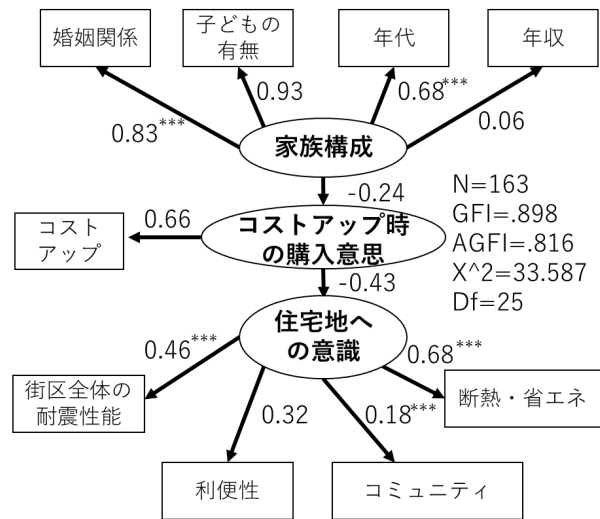 婚姻関係
子どもの
有無
年代
年収
0.83***
0.93
0.68***
0.06
家族構成
-0.24
コスト
アップ
0.66
コストアップ時
の購入意思
N=163
GFI=.898
AGFI=.816
X^2=33.587
Df=25
-0.43
住宅地へ
の意識
0.46***
0.32
0.18***
0.68***
街区全体の
耐震性能
利便性
コミュニティ
断熱・省エネ